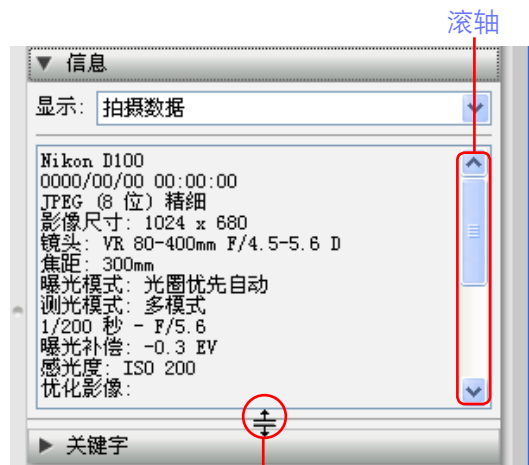 滚轴
▼ 信息
显示: 拍摄数据
Nikon D100
0000/00/00 00:00:00
JPEG (8 位) 精细
影像尺寸: 1024 x 680
镜头: VR 80-400mm F/4.5-5.6 D
焦距: 300mm
曝光模式: 光圈优先自动
测光模式: 多模式
1/200 秒 - F/5.6
曝光补偿: -0.3 EV
感光度: ISO 200
优化影像:
▶ 关键字